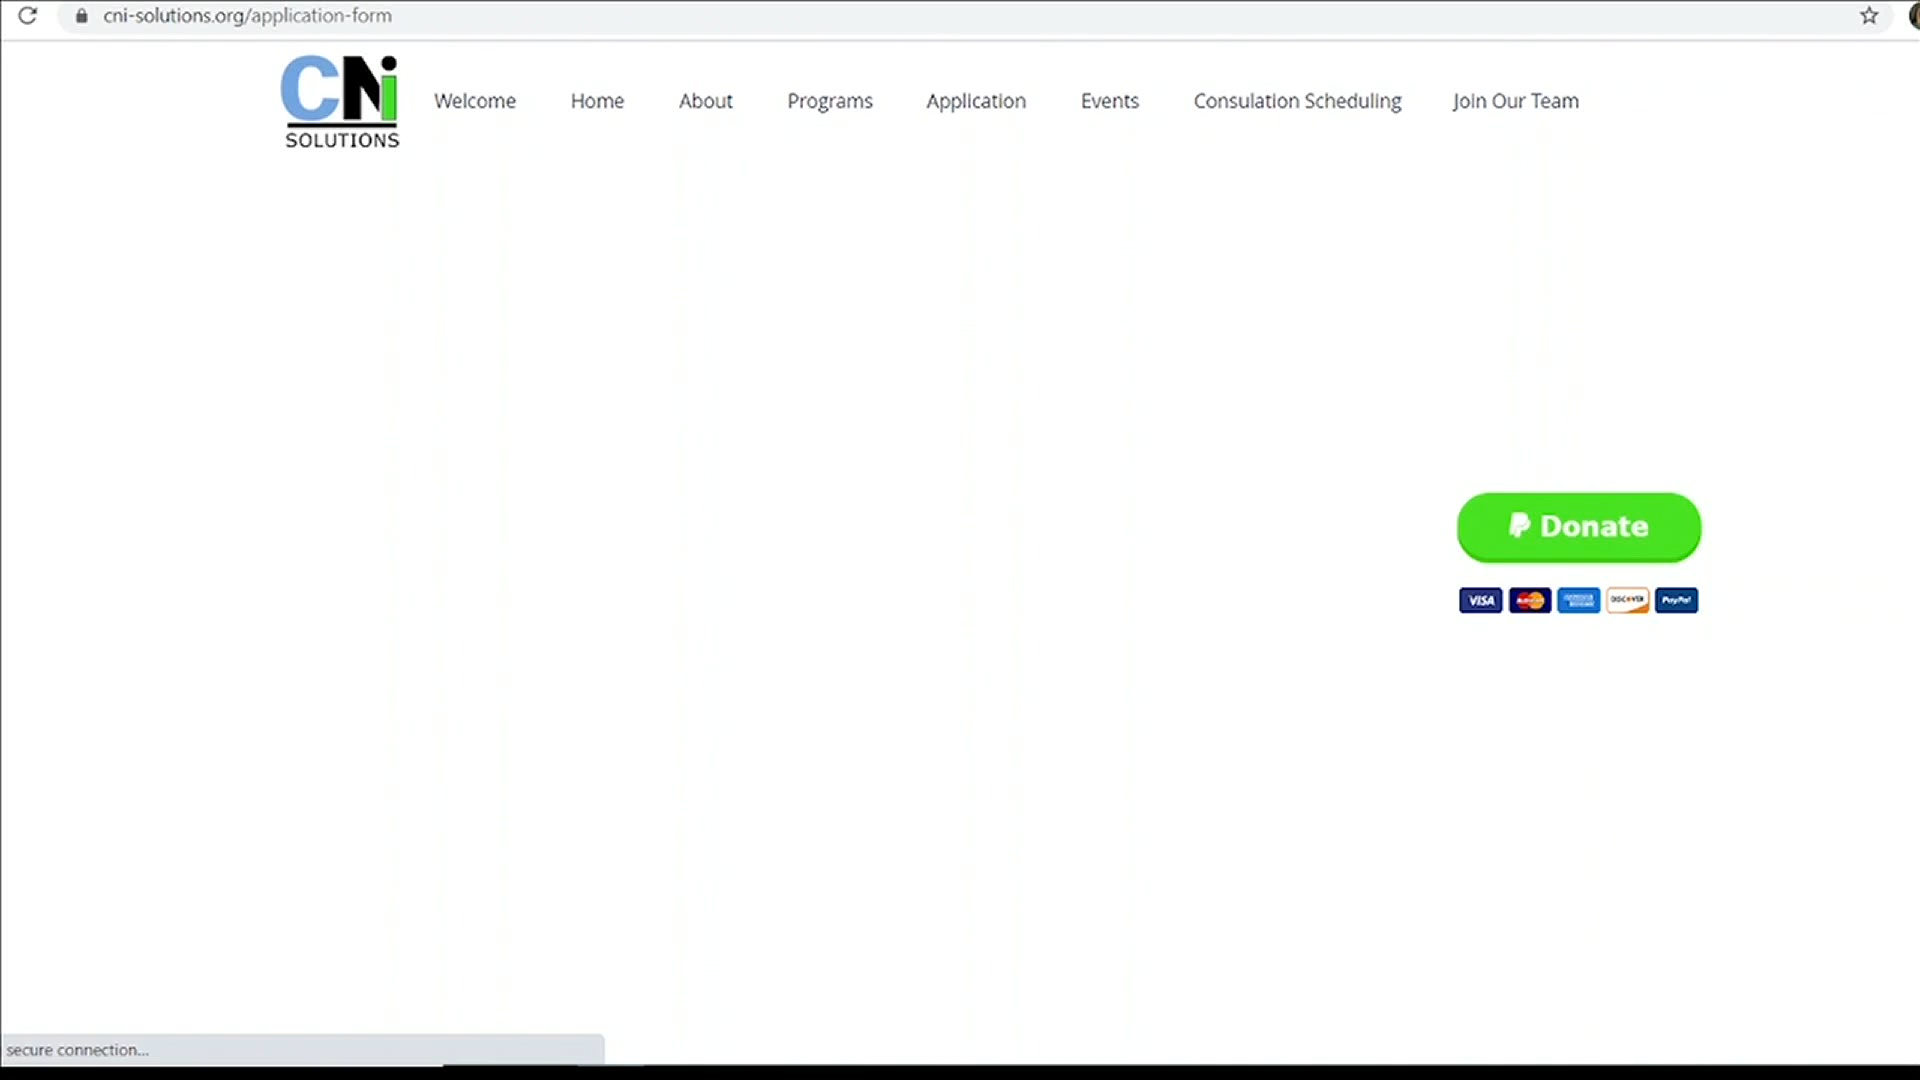 cni-solutions.org/application-form
CNi
SOLUTIONS
Welcome Home About Programs Application Events Consulation Scheduling Join Our Team
Donate
VISA DISCOVER PayPal
secure connection...